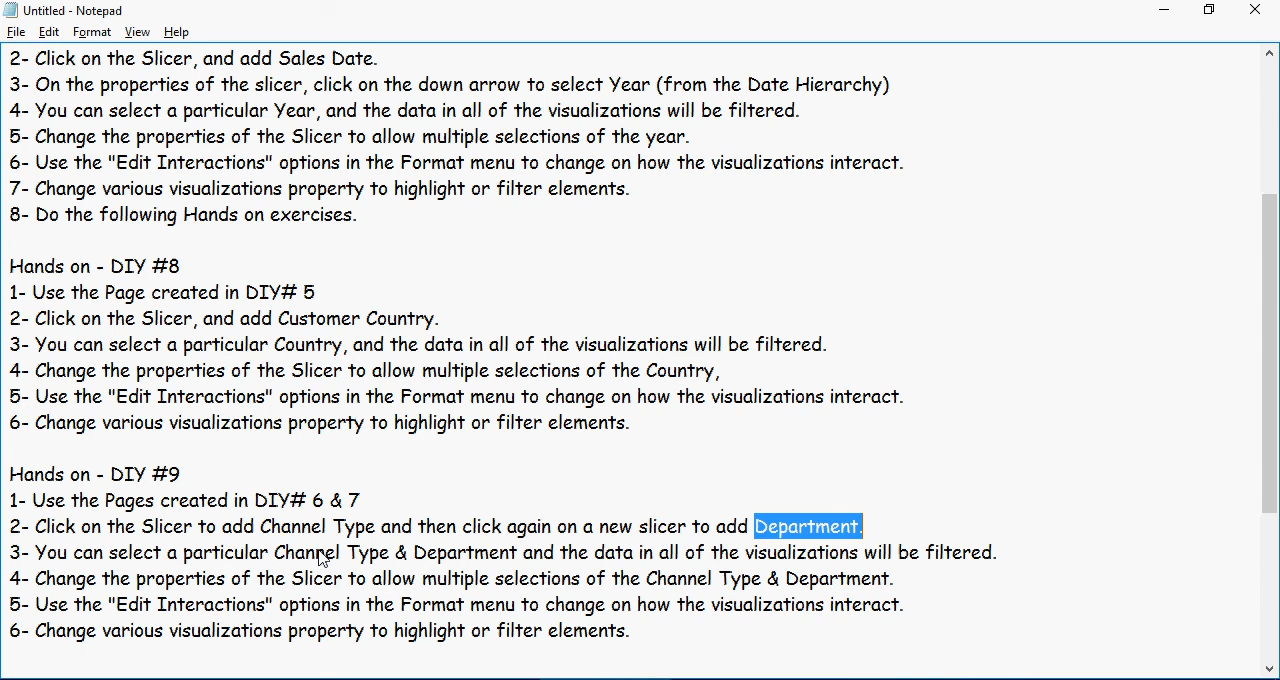 Untitled - Notepad
File Edit Format View Help
2- Click on the Slicer, and add Sales Date.
3- On the properties of the slicer, click on the down arrow to select Year (from the Date Hierarchy)
4- You can select a particular Year, and the data in all of the visualizations will be filtered.
5- Change the properties of the Slicer to allow multiple selections of the year.
6- Use the "Edit Interactions" options in the Format menu to change on how the visualizations interact.
7- Change various visualizations property to highlight or filter elements.
8- Do the following Hands on exercises.
Hands on - DIY #8
1- Use the Page created in DIY# 5
2- Click on the Slicer, and add Customer Country.
3- You can select a particular Country, and the data in all of the visualizations will be filtered.
4- Change the properties of the Slicer to allow multiple selections of the Country,
5- Use the "Edit Interactions" options in the Format menu to change on how the visualizations interact.
6- Change various visualizations property to highlight or filter elements.
Hands on - DIY #9
1- Use the Pages created in DIY# 6 & 7
2- Click on the Slicer to add Channel Type and then click again on a new slicer to add Department.
3- You can select a particular Channel Type & Department and the data in all of the visualizations will be filtered.
4- Change the properties of the Slicer to allow multiple selections of the Channel Type & Department.
5- Use the "Edit Interactions" options in the Format menu to change on how the visualizations interact.
6- Change various visualizations property to highlight or filter elements.